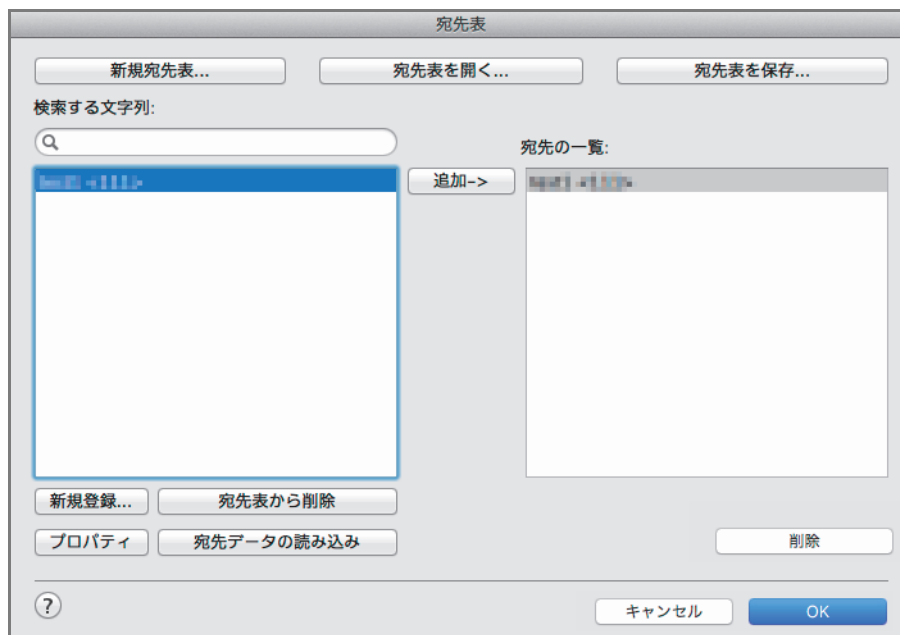 宛先表
新規宛先表...
宛先表を開く...
宛先表を保存...
検索する文字列:
宛先の一覧:
追加->
新規登録...
宛先表から削除
プロパティ
宛先データの読み込み
削除
?
キャンセル
OK